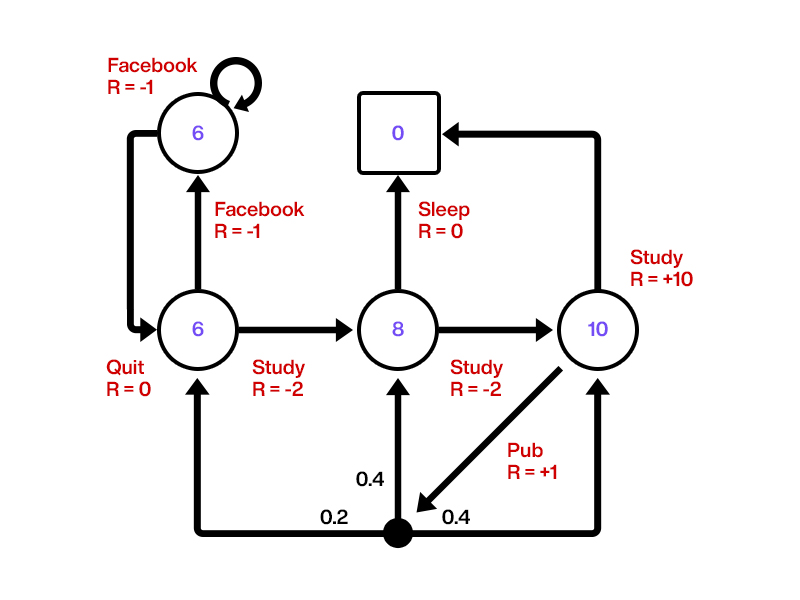 Facebook
R = -1
6
0
Facebook
R = -1
Sleep
R = 0
Study
R = +10
6
8
10
Quit
R = 0
Study
R = -2
Study
R = -2
Pub
R = +1
0.4
0.2
0.4